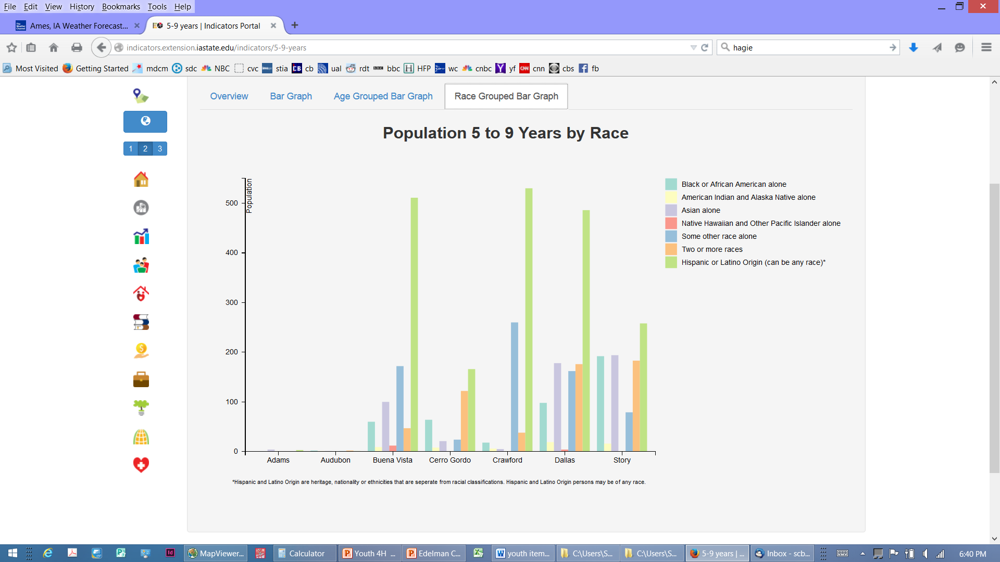 File Edit View History Bookmarks Tools Help
Ames, IA Weather Forecast...
5-9 years | Indicators Portal
indicators.extension.iastate.edu/indicators/5-9-years
hagie
Most Visited Getting Started mdcm sdc NBC cvc stia cb ual rdt bbc HFP wc cnbc yf cnn cbs fb
Overview Bar Graph Age Grouped Bar Graph Race Grouped Bar Graph
1 2 3
Population 5 to 9 Years by Race
Population
500
400
300
200
100
0
Adams Audubon Buena Vista Cerro Gordo Crawford Dallas Story
Black or African American alone
American Indian and Alaska Native alone
Asian alone
Native Hawaiian and Other Pacific Islander alone
Some other race alone
Two or more races
Hispanic or Latino Origin (can be any race)*
*Hispanic and Latino Origin are heritage, nationality or ethnicities that are seperate from racial classifications. Hispanic and Latino Origin persons may be of any race.
MapViewer... Calculator Youth 4H ... Edelman C... youth item... C:\Users\S... C:\Users\S... 5-9 years | ... Inbox - scb... 6:40 PM